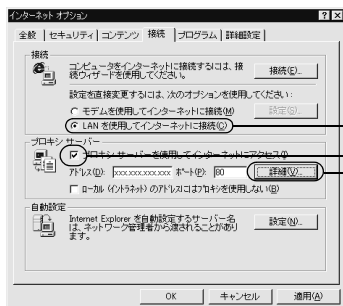 インターネット オプション
全般 セキュリティ コンテンツ 接続 プログラム 詳細設定
接続
コンピュータをインターネットに接続するには、接続ウィザードを使用してください。
接続(E)...
設定を直接変更するには、次のオプションを使用してください:
モデムを使用してインターネットに接続(M)
設定(S)...
LAN を使用してインターネットに接続(C)
プロキシ サーバー
プロキシ サーバーを使用してインターネットにアクセス(I)
アドレス(D): xxx.xxx.xxx.xxx ポート(P): 80 詳細(V)...
ローカル (イントラネット) のアドレスにはプロキシを使用しない(B)
自動設定
Internet Explorer を自動設定するサーバー名
は、ネットワーク管理者から渡されることがあり
ます。
設定(N)...
OK キャンセル 適用(A)